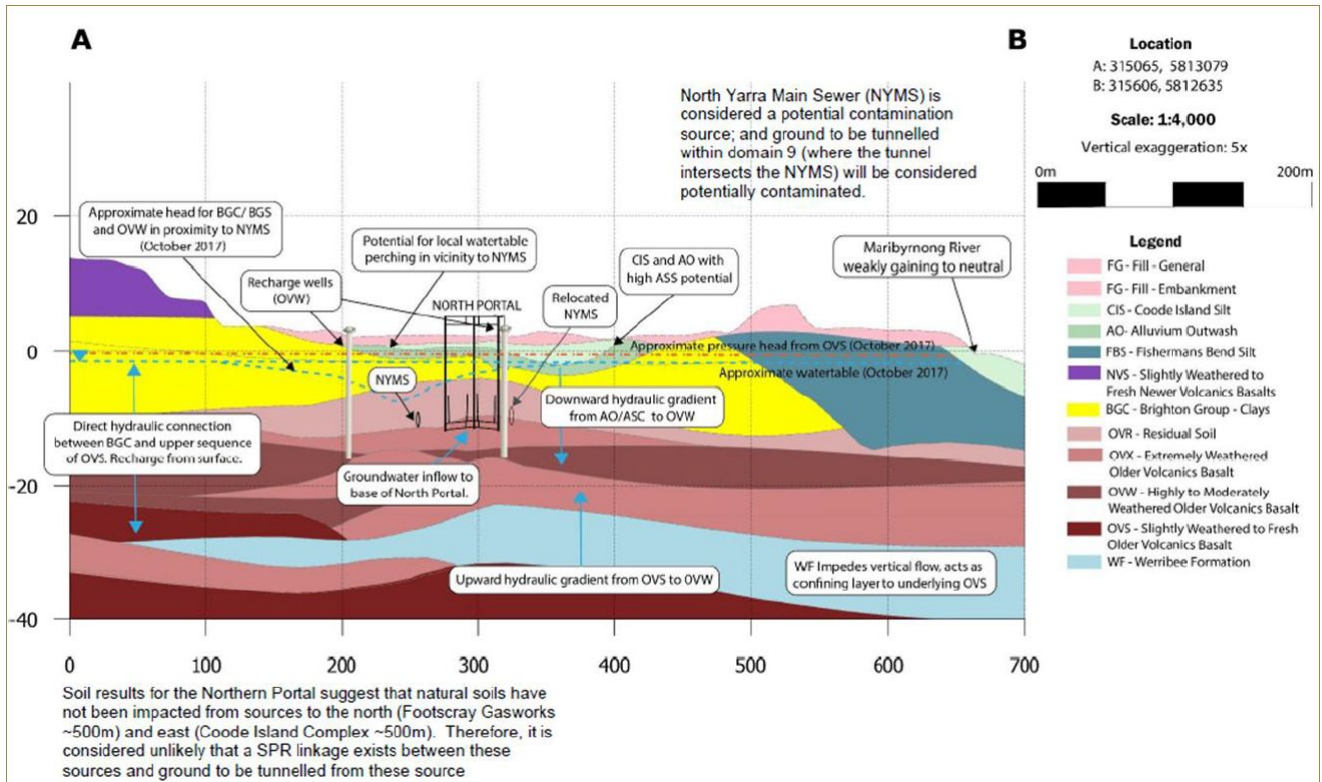 A
B
Location
A: 315065, 5813079
B: 315606, 5812635
Scale: 1:4,000
Vertical exaggeration: 5x
0m
200m
North Yarra Main Sewer (NYMS) is
considered a potential contamination
source; and ground to be tunnelled
within domain 9 (where the tunnel
intersects the NYMS) will be considered
potentially contaminated.
Approximate head for BGC/ BGS
and OVW in proximity to NYMS
(October 2017)
Potential for local watertable
perching in vicinity to NYMS
Recharge wells
(OVW)
NORTH PORTAL
Relocated
NYMS
CIS and AO with
high ASS potential
Maribyrnong River
weakly gaining to neutral
Approximate pressure head from OVS (October 2017)
Approximate watertable (October 2017)
NYMS
Downward hydraulic gradient
from AO/ASC to OVW
Direct hydraulic connection
between BGC and upper sequence
of OVS. Recharge from surface.
Groundwater inflow to
base of North Portal.
Upward hydraulic gradient from OVS to OVW
WF Impedes vertical flow, acts as
confining layer to underlying OVS
20
0
-20
-40
0
100
200
300
400
500
600
700
Legend
FG - Fill - General
FG - Fill - Embankment
CIS - Coode Island Silt
AO- Alluvium Outwash
FBS - Fishermans Bend Silt
NVS - Slightly Weathered to
Fresh Newer Volcanics Basalts
BGC - Brighton Group - Clays
OVR - Residual Soil
OVX - Extremely Weathered
Older Volcanics Basalt
OVW - Highly to Moderately
Weathered Older Volcanics Basalt
OVS - Slightly Weathered to Fresh
Older Volcanics Basalt
WF - Werribee Formation
Soil results for the Northern Portal suggest that natural soils have
not been impacted from sources to the north (Footscray Gasworks
~500m) and east (Coode Island Complex ~500m). Therefore, it is
considered unlikely that a SPR linkage exists between these
sources and ground to be tunnelled from these source